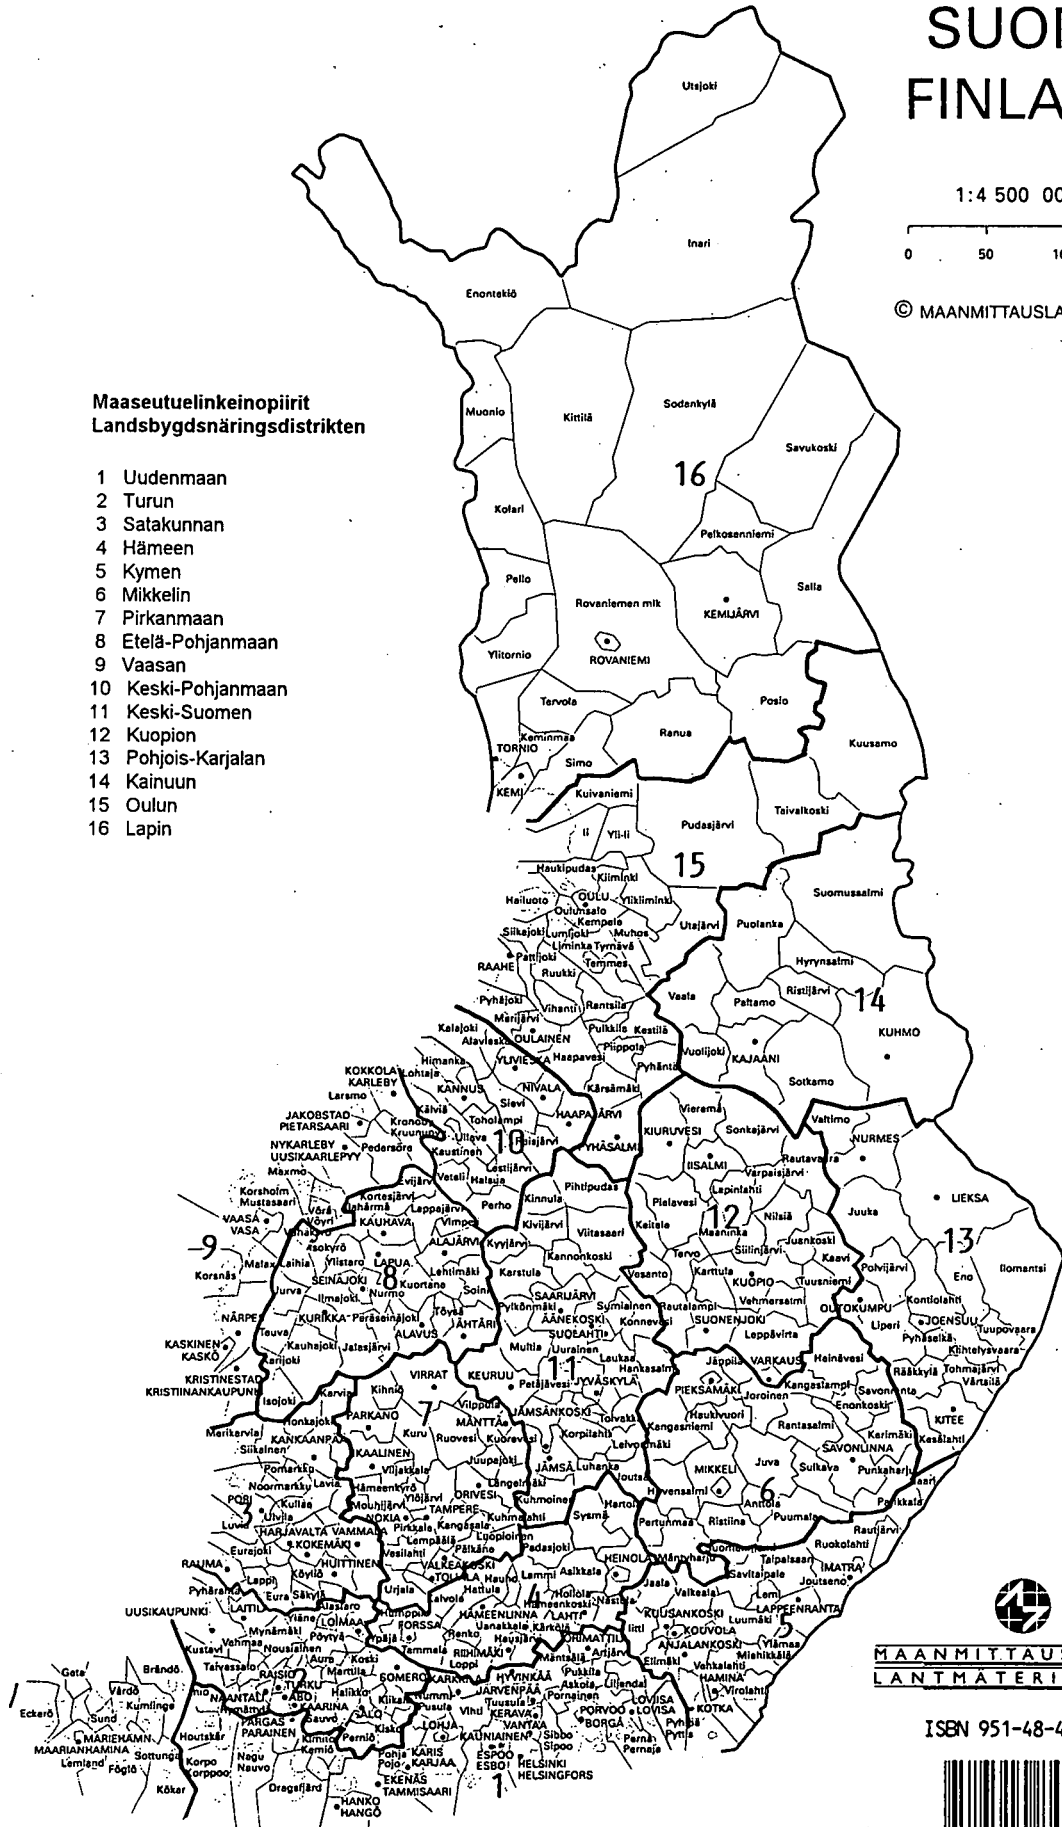 SUO
FINLA
1:4 500 00
0 50
© MAANMITTAUSLA
Maaseutuelinkeinopiirit
Landsbygdsnäringsdistrikten
1 Uudenmaan
2 Turun
3 Satakunnan
4 Hämeen
5 Kymen
6 Mikkelin
7 Pirkanmaan
8 Etelä-Pohjanmaan
9 Vaasan
10 Keski-Pohjanmaan
11 Keski-Suomen
12 Kuopion
13 Pohjois-Karjalan
14 Kainuun
15 Oulun
16 Lapin
Utsjoki
Inari
Enontekiö
Muonio
Kittilä
Sodankylä
Savukoski
16
Kolari
Pelkosenniemi
Pello
Salla
Rovaniemen mlk
KEMIJÄRVI
Ylitornio
ROVANIEMI
Tervola
Posio
Ranua
Keminmaa
TORNIO
Kuusamo
Simo
KEMI
Kuivaniemi
Taivalkoski
Ii
Yli-Ii
Pudasjärvi
15
Haukipudas
Kiiminki
Suomussalmi
Hailuoto
OULU
Ylikiiminki
Oulunsalo
Kempele
Utajärvi
Puolanka
Siikajoki
Lumijoki
Muhos
Liminka
Tyrnävä
Hyrynsalmi
Pattijoki
Temmes
RAAHE
Ruukki
Ristijärvi
14
Pyhäjoki
Vihanti
Rantsila
Vaala
Paltamo
Merijärvi
Kalajoki
OULAINEN
Pulkkila
Kestilä
KUHMO
Piippola
Vuolijoki
KAJAANI
Himanka
YLIVIESKA
Haapavesi
Pyhäntä
KOKKOLA
KARLEBY
Lohtaja
Sotkamo
Larsmo
KANNUS
NIVALA
Kärsämäki
Kälviä
Sievi
Vieremä
Valtimo
JAKOBSTAD
PIETARSAARI
Toholampi
HAAPAJÄRVI
KIURUVESI
Sonkajärvi
NURMES
NYKARLEBY
UUSIKAARLEPYY
Pedersöre
Ullava
10
Reisjärvi
PYHÄSALMI
Kaustinen
IISALMI
Rautavaara
Maxmo
Lestijärvi
Varpaisjärvi
Evijärvi
Veteli
Halsua
Pihtipudas
Lapinlahti
LIEKSA
Korsholm
Mustasaari
Kortesjärvi
Perho
Kinnula
Pielavesi
Juuka
Lappajärvi
VAASA
VASA
Vörå
Vöyri
KAUHAVA
Vimpeli
Kivijärvi
Viitasaari
Keitele
12
Nilsiä
13
Maaninka
Juankoski
ALAJÄRVI
Kyyjärvi
Siilinjärvi
9
Malax
Laihia
Ylistaro
LAPUA
Kannonkoski
Tervo
Kaavi
Polvijärvi
Ilomantsi
Korsnäs
8
Lehtimäki
Karstula
Vesanto
Karttula
Eno
SEINÄJOKI
Kuortane
KUOPIO
Tuusniemi
Jurva
Ilmajoki
Nurmo
Soini
SAARIJÄRVI
Pylkönmäki
Sumiainen
Rautalampi
Vehmersalmi
OUTOKUMPU
Kontiolahti
NÄRPES
KURIKKA
Peräseinäjoki
Töysä
ÄÄNEKOSKI
Konnevesi
SUONENJOKI
Liperi
JOENSUU
Teuva
ALAVUS
ÄHTÄRI
SUOLAHTI
Leppävirta
Pyhäselkä
Tuupovaara
KASKINEN
KASKÖ
Kauhajoki
Jalasjärvi
Multia
Uurainen
Kiihtelysvaara
Karijoki
11
Laukaa
Jäppilä
VARKAUS
Heinävesi
Rääkkylä
Tohmajärvi
KRISTINESTAD
KRISTIINANKAUPUNKI
VIRRAT
KEURUU
Hankasalmi
Värtsilä
Isojoki
Karvia
Kihniö
Petäjävesi
JYVÄSKYLÄ
PIEKSÄMÄKI
Kangaslampi
Savonranta
Joroinen
Enonkoski
7
Vilppula
JÄMSÄNKOSKI
Toivakka
Haukivuori
KITEE
Honkajoki
PARKANO
MÄNTTÄ
Kangasniemi
Rantasalmi
Merikarvia
KANKAANPÄÄ
Kuru
Ruovesi
Kuorevesi
Korpilahti
Kerimäki
Kesälahti
Siikainen
KAALINEN
Leivonmäki
SAVONLINNA
Juupajoki
Pomarkku
Viljakkala
JÄMSÄ
Luhanka
MIKKELI
Juva
Sulkava
Punkaharju
Noormarkku
Lavia
Hämeenkyrö
Längelmäki
Joutsa
6
Saari
PORI
Kullaa
Mouhijärvi
Ylöjärvi
ORIVESI
Kuhmoinen
Hirvensalmi
Anttola
Parikkala
3
Ulvila
TAMPERE
Hartola
Luvia
NOKIA
Kuhmalahti
Sysmä
Pertunmaa
Ristiina
Puumala
HARJAVALTA
VAMMALA
Pirkkala
Kangasala
Rautjärvi
KOKEMÄKI
Lempäälä
Luopioinen
Ruokolahti
Eurajoki
Vesilahti
Pälkäne
Padasjoki
HEINOLA
Mäntyharju
HUITTINEN
VALKEAKOSKI
Taipalsaari
RAUMA
Köyliö
TOIJALA
Hauho
Lammi
Asikkala
Savitaipale
IMATRA
Lappi
Urjala
Hattula
4
Hollola
Jaala
Valkeala
Joutseno
Pyhäranta
Eura
Säkylä
Kalvola
Hämeenkoski
Nastola
Lemi
Alastaro
HÄMEENLINNA
LAHTI
LAPPEENRANTA
UUSIKAUPUNKI
LAITILA
Humppila
KUUSANKOSKI
Luumäki
5
Yläne
LOIMAA
FORSSA
Janakkala
Kärkölä
Iitti
KOUVOLA
Mynämäki
Pöytyä
Ypäjä
Renko
Hausjärvi
ORIMATTILA
ANJALANKOSKI
Ylämaa
Kustavi
Vehmaa
Nousiainen
Tammela
RIIHIMÄKI
Mäntsälä
Artjärvi
Elimäki
Miehikkälä
Geta
Brändö
Taivassalo
Aura
Koski
Loppi
Pukkila
Vehkalahti
RAISIO
Marttila
SOMERO
KARKKILA
HYVINKÄÄ
Askola
Liljendal
HAMINA
Vårdö
TURKU
ÅBO
JÄRVENPÄÄ
Pornainen
Virolahti
Eckerö
Kumlinge
NAANTALI
2
Halikko
Kiikala
Nummi
Pusula
Tuusula
LOVIISA
LOVISA
Sund
KAARINA
SALO
Vihti
KERAVA
PORVOO
BORGÅ
KOTKA
MARIEHAMN
MAARIANHAMINA
PARGAS
PARAINEN
Sauvo
Kisko
LOHJA
VANTAA
Pyhtää
Pyttis
Houtskär
Kimito
Kemiö
Perniö
KAUNIAINEN
Sibbo
Sipoo
Pernå
Pernaja
Lemland
Sottunga
Föglö
Korpo
Korppoo
Nagu
Nauvo
Pohja
Pojo
KARIS
KARJAA
ESPOO
ESBO
HELSINKI
HELSINGFORS
Kökar
Dragsfjärd
EKENÄS
TAMMISAARI
1
HANKO
HANGÖ
MAANMITTAUS
LANTMÄTERI
ISBN 951-48-4